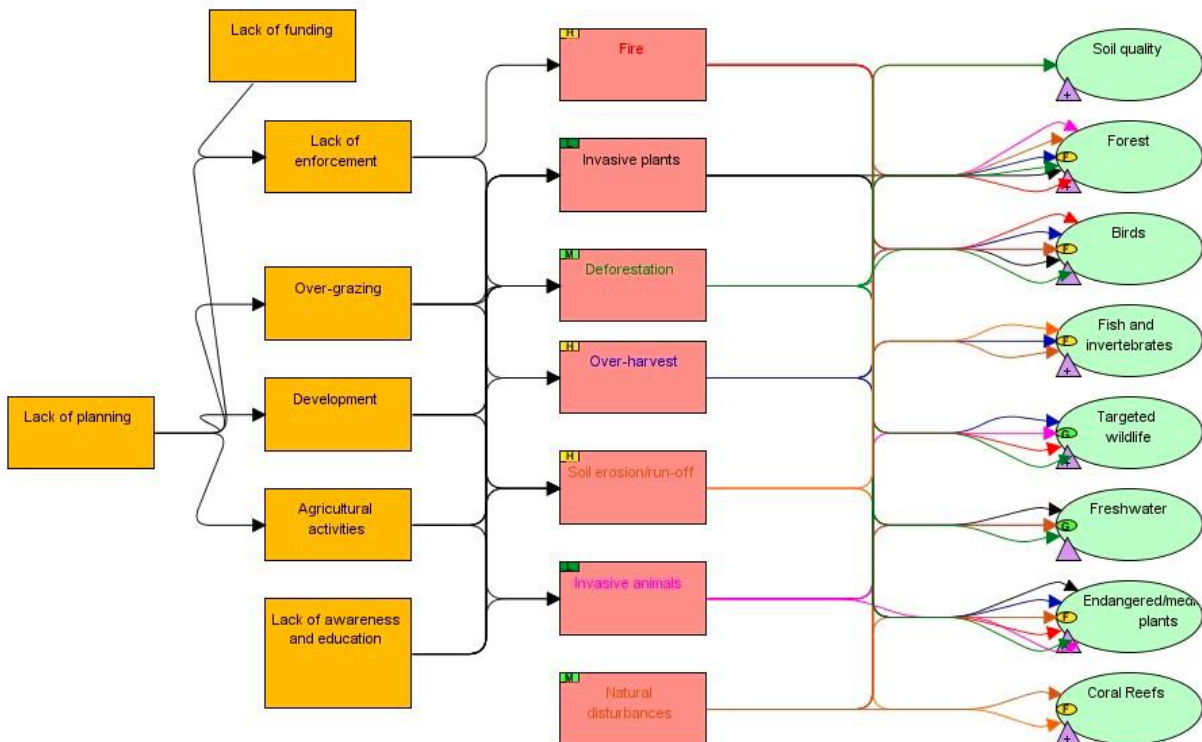 Lack of funding
Lack of
enforcement
Over-grazing
Lack of planning
Development
Agricultural
activities
Lack of awareness
and education
H
Fire
L
Invasive plants
M
Deforestation
H
Over-harvest
H
Soil erosion/run-off
L
Invasive animals
M
Natural
disturbances
Soil quality
+
Forest
F
+
Birds
F
Fish and
invertebrates
F
+
Targeted
wildlife
G
+
Freshwater
G
Endangered/med
plants
F
Coral Reefs
F
+